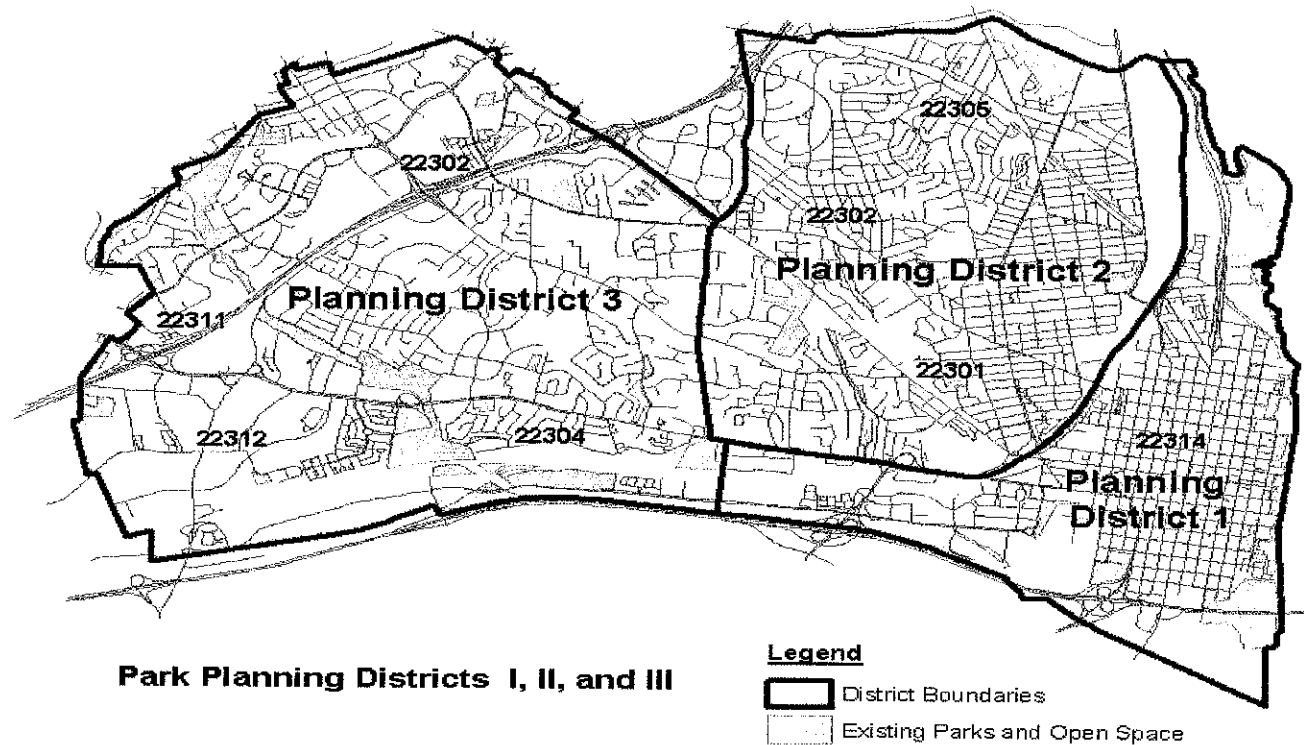 22305
22302
22302
Planning District 2
Planning District 3
22311
22301
22312
22304
22314
Planning
District 1
Park Planning Districts I, II, and III
Legend
District Boundaries
Existing Parks and Open Space